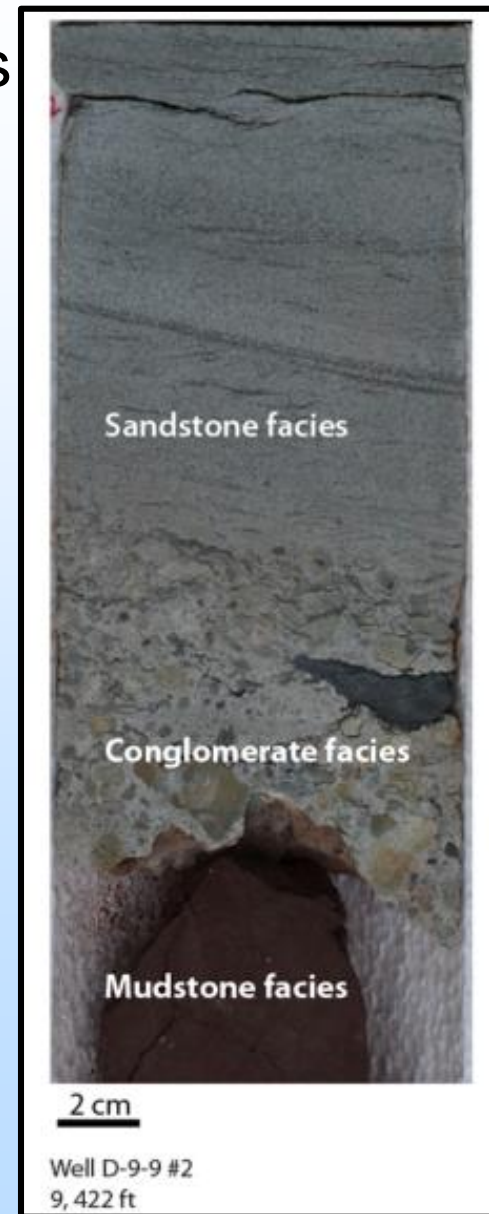 s
Sandstone facies
Conglomerate facies
Mudstone facies
2 cm
Well D-9-9 #2
9, 422 ft